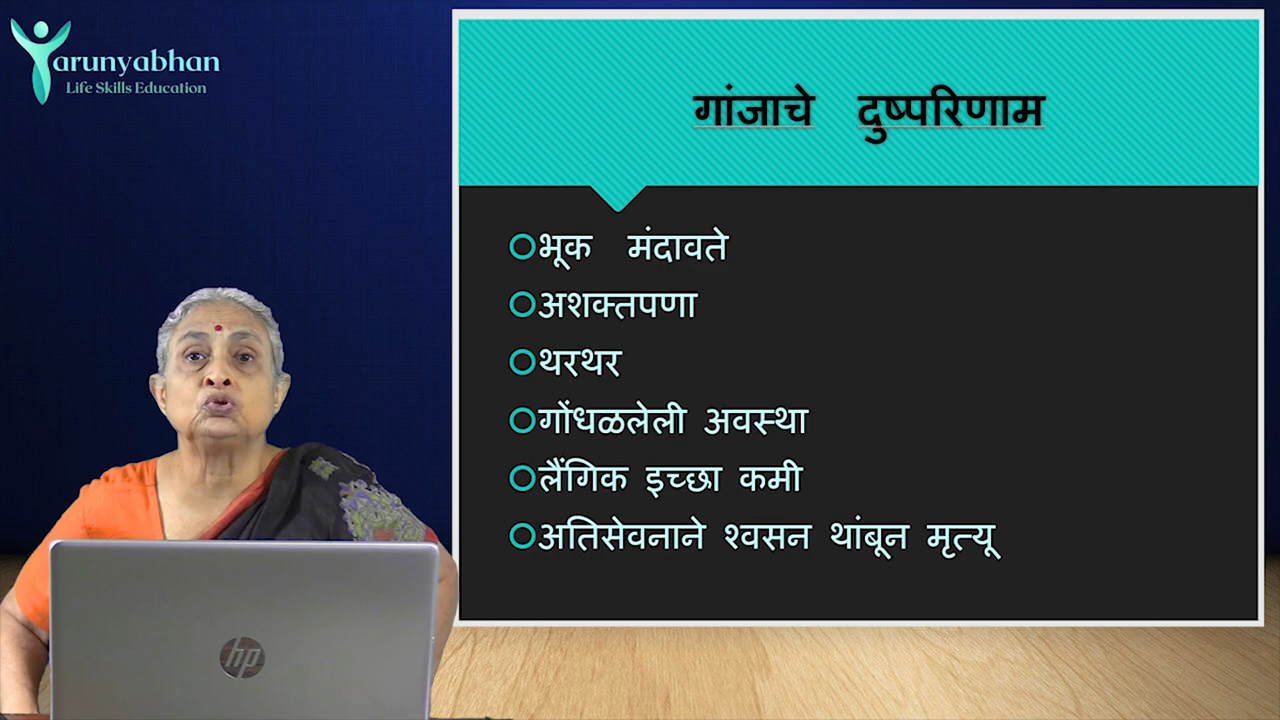 arunyabhan
Life Skills Education
गांजाचे दुष्परिणाम
भूक मंदावते
अशक्तपणा
थरथर
गोंधळलेली अवस्था
लैंगिक इच्छा कमी
अतिसेवनाने श्वसन थांबून मृत्यू
hp